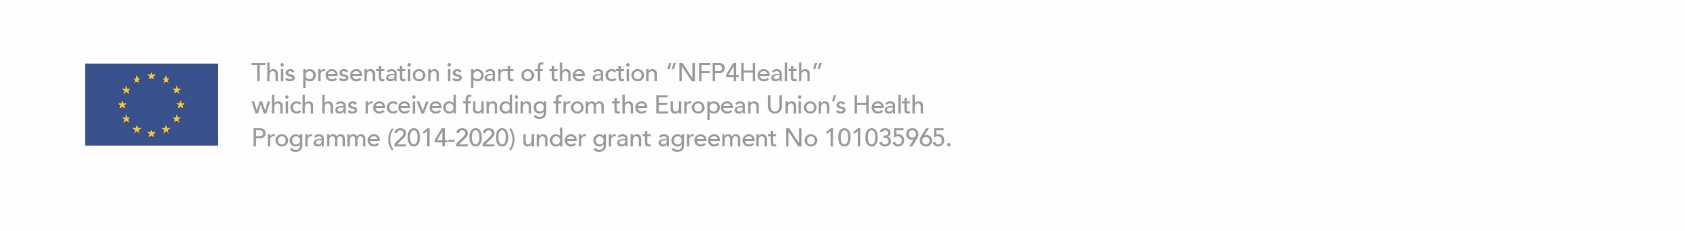 This presentation is part of the action “NFP4Health”
which has received funding from the European Union’s Health
Programme (2014-2020) under grant agreement No 101035965.